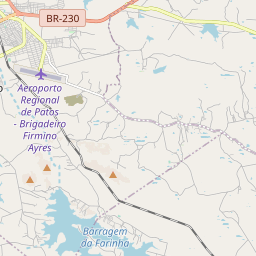 BR-230
Aeroporto
Regional
de Patos
- Brigadeiro
Firmino
Ayres
Barragem
da Farinha